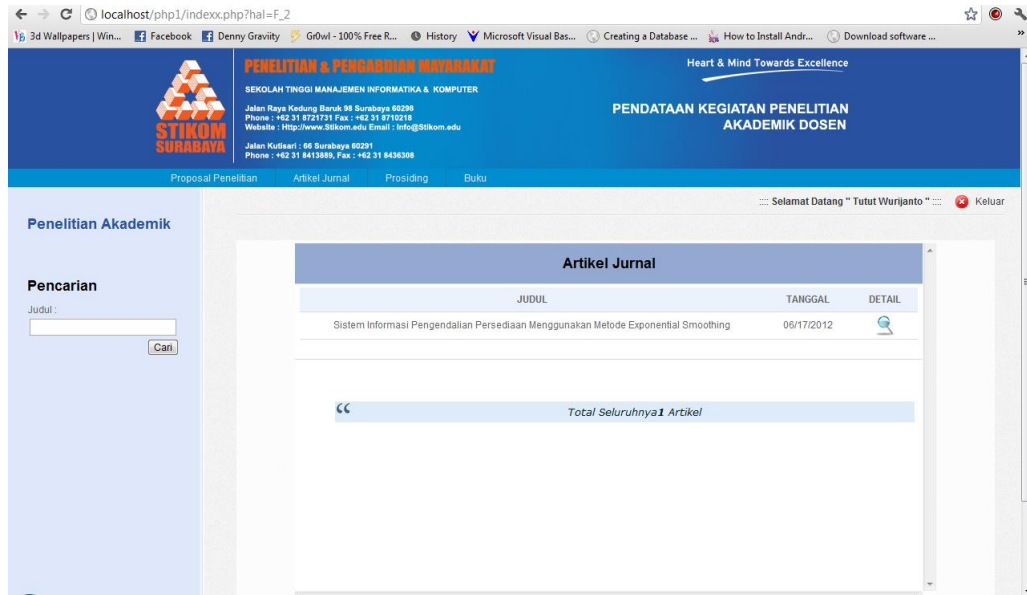 localhost/php1/indexx.php?hal=F_2
3d Wallpapers | Win... Facebook Denny Graviity Gr0wl - 100% Free R... History Microsoft Visual Bas... Creating a Database ... How to Install Andr... Download software ... »
PENELITIAN & PENGABDIAN MAYARAKAT
SEKOLAH TINGGI MANAJEMEN INFORMATIKA & KOMPUTER
Jalan Raya Kedung Baruk 98 Surabaya 60298
Phone : +62 31 8721731 Fax : +62 31 8710218
Website : Http://www.Stikom.edu Email : Info@Stikom.edu
Jalan Kutisari : 66 Surabaya 60291
Phone : +62 31 8413889, Fax : +62 31 8436308
STIKOM
SURABAYA
Heart & Mind Towards Excellence
PENDATAAN KEGIATAN PENELITIAN
AKADEMIK DOSEN
Proposal Penelitian Artikel Jurnal Prosiding Buku
:::: Selamat Datang " Tutut Wurijanto " :::: Keluar
Penelitian Akademik
Pencarian
Judul :
Cari
Artikel Jurnal
JUDUL TANGGAL DETAIL
Sistem Informasi Pengendalian Persediaan Menggunakan Metode Exponential Smoothing 06/17/2012
“ Total Seluruhnya1 Artikel